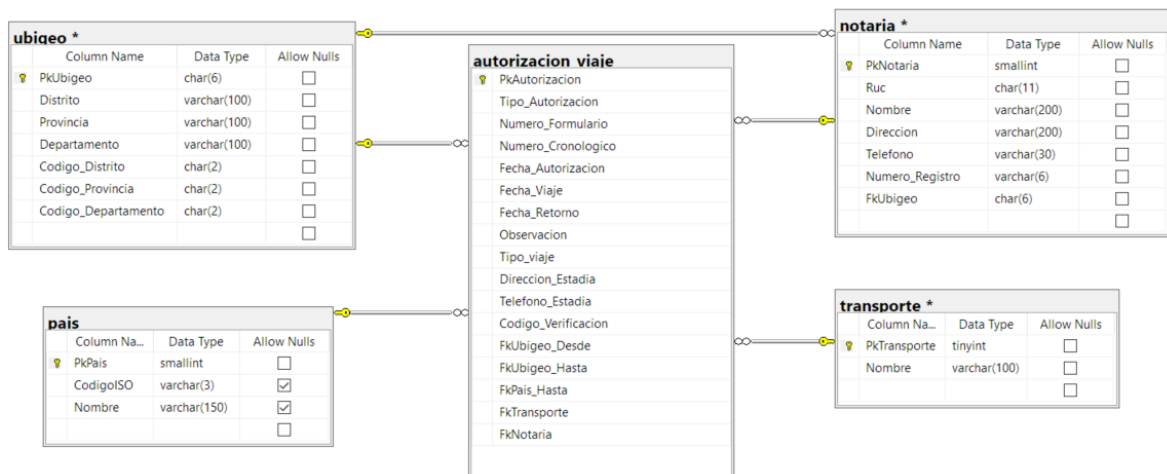 ubigeo *
Column Name Data Type Allow Nulls
PkUbigeo char(6)
Distrito varchar(100)
Provincia varchar(100)
Departamento varchar(100)
Codigo_Distrito char(2)
Codigo_Provincia char(2)
Codigo_Departamento char(2)
autorizacion_viaje
PkAutorizacion
Tipo_Autorizacion
Numero_Formulario
Numero_Cronologico
Fecha_Autorizacion
Fecha_Viaje
Fecha_Retorno
Observacion
Tipo_viaje
Direccion_Estadia
Telefono_Estadia
Codigo_Verificacion
FkUbigeo_Desde
FkUbigeo_Hasta
FkPais_Hasta
FkTransporte
FkNotaria
notaria *
Column Name Data Type Allow Nulls
PkNotaria smallint
Ruc char(11)
Nombre varchar(200)
Direccion varchar(200)
Telefono varchar(30)
Numero_Registro varchar(6)
FkUbigeo char(6)
pais
Column Na... Data Type Allow Nulls
PkPais smallint
CodigoISO varchar(3)
Nombre varchar(150)
transporte *
Column Na... Data Type Allow Nulls
PkTransporte tinyint
Nombre varchar(100)